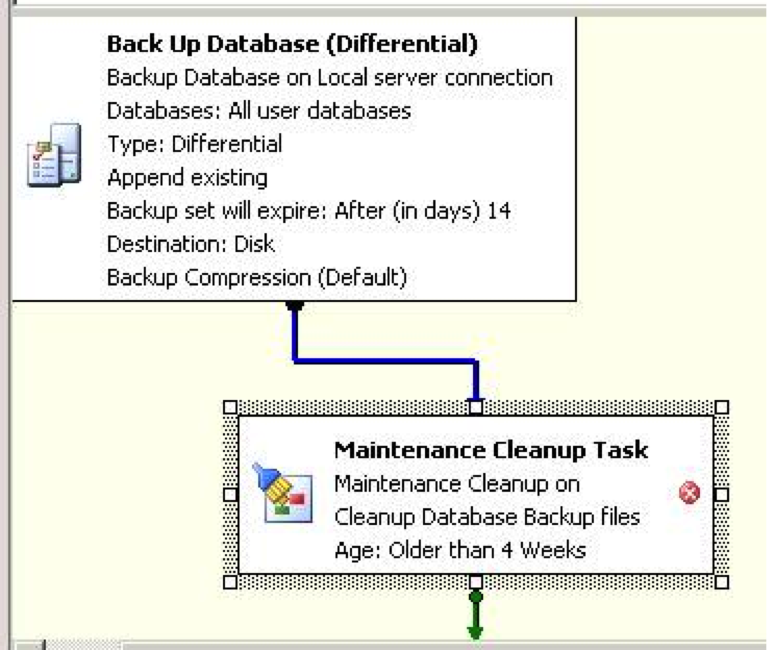 Back Up Database (Differential)
Backup Database on Local server connection
Databases: All user databases
Type: Differential
Append existing
Backup set will expire: After (in days) 14
Destination: Disk
Backup Compression (Default)
Maintenance Cleanup Task
Maintenance Cleanup on
Cleanup Database Backup files
Age: Older than 4 Weeks